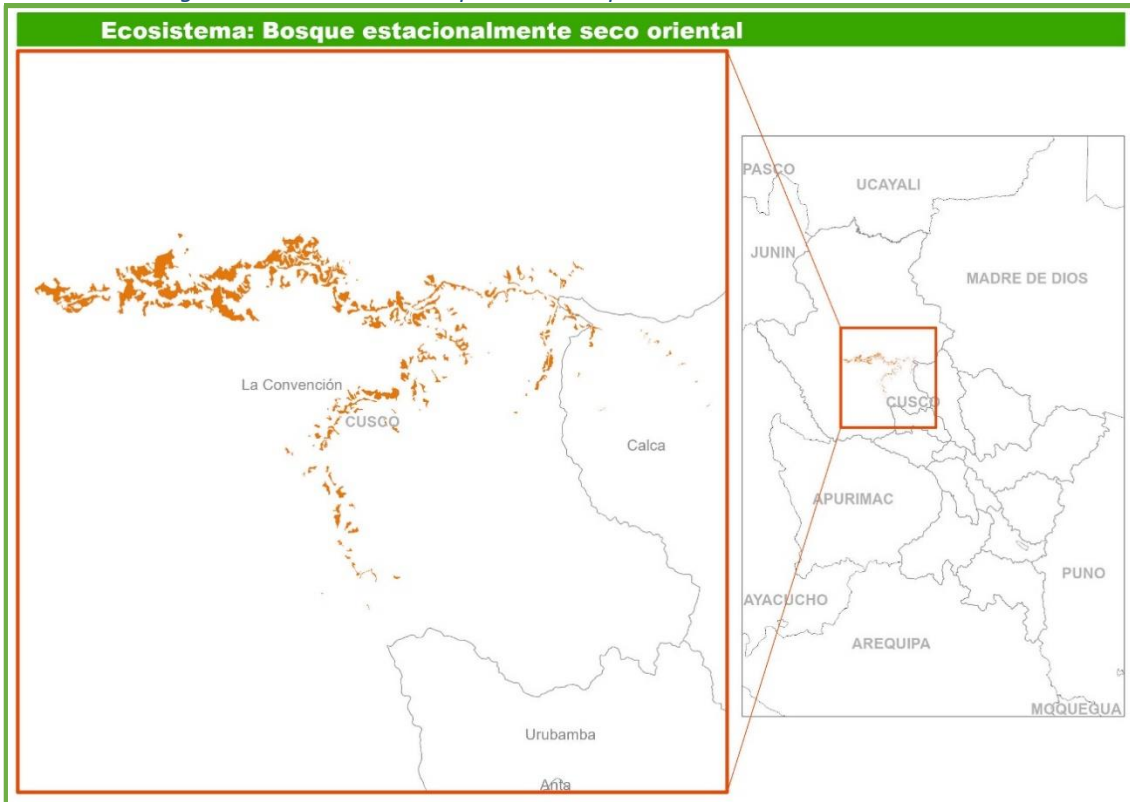 Ecosistema: Bosque estacionalmente seco oriental
La Convención
CUSCO
Calca
Urubamba
Anta
PASCO
UCAYALI
JUNIN
MADRE DE DIOS
CUSCO
APURIMAC
PUNO
AYACUCHO
AREQUIPA
MOQUEGUA